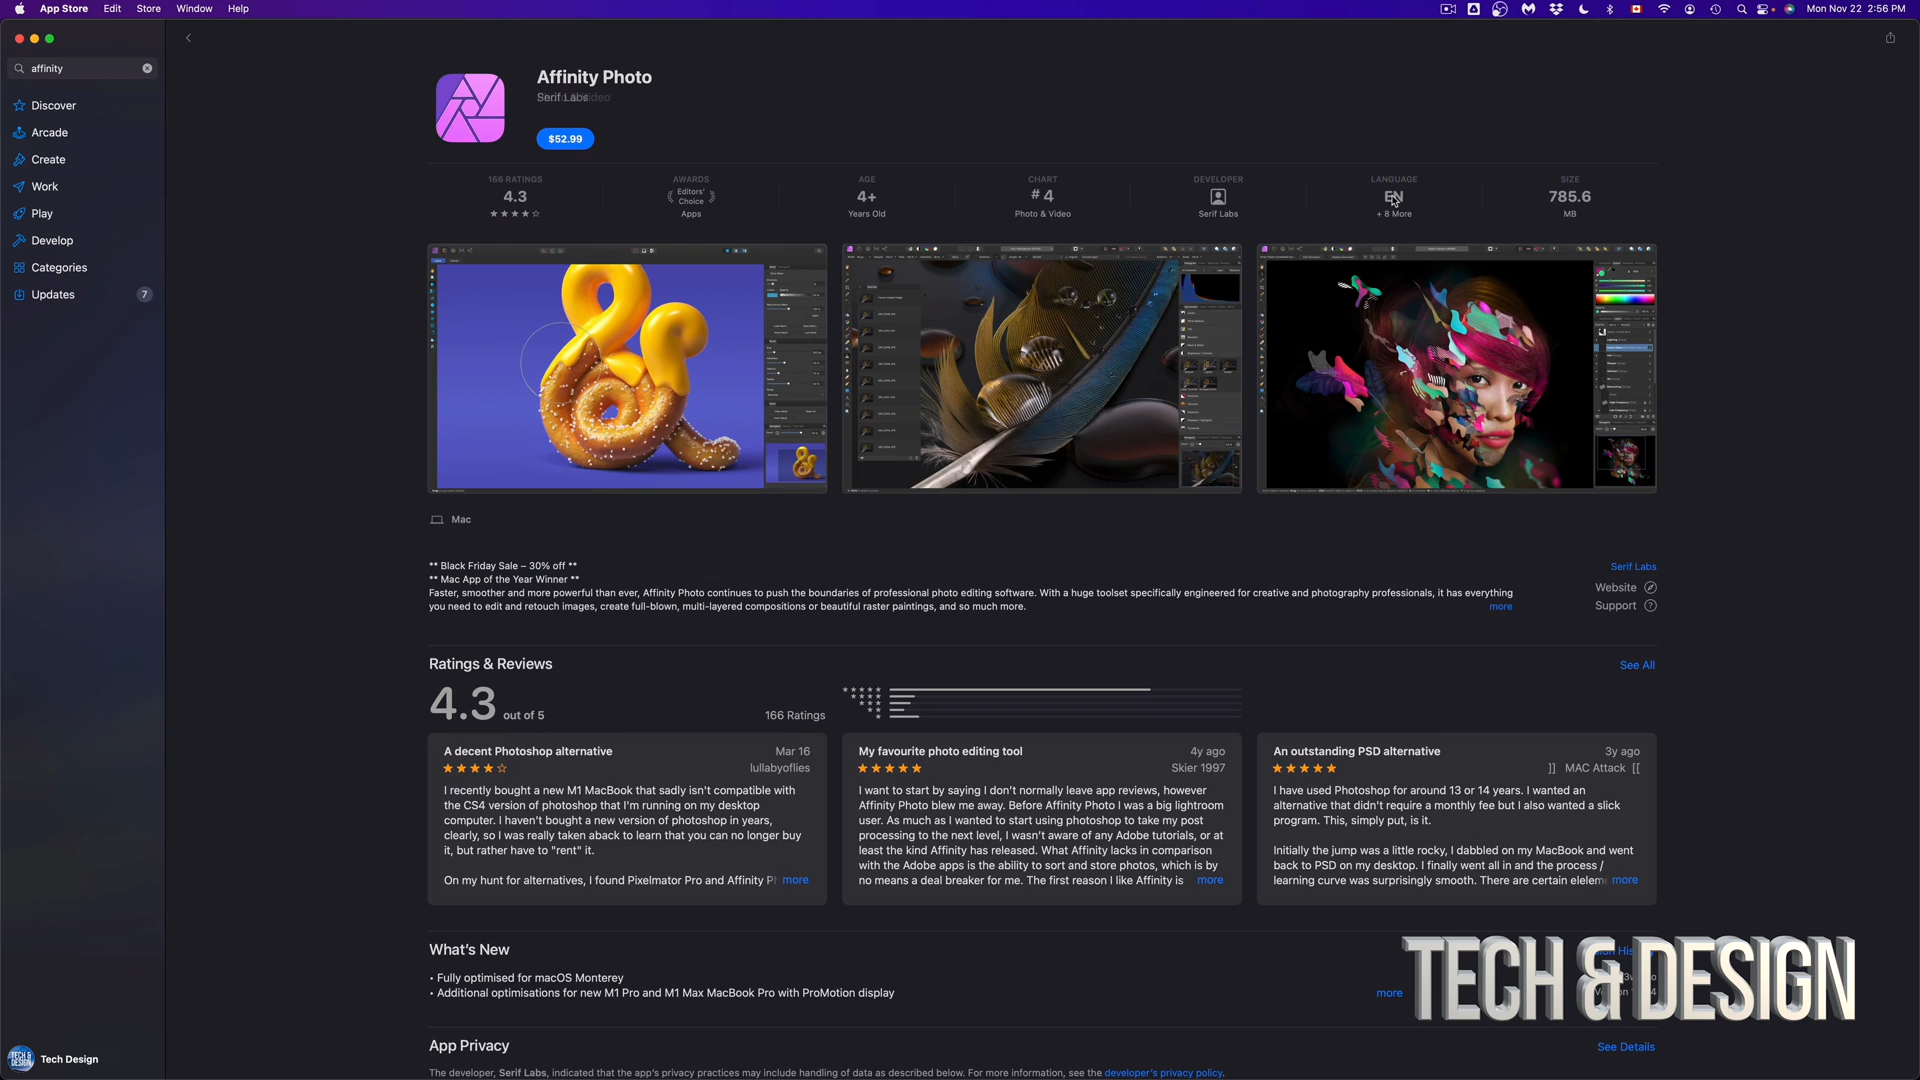 App Store Edit Store Window Help
Mon Nov 22 2:56 PM
affinity
Discover
Arcade
Create
Work
Play
Develop
Categories
Updates 7
Tech Design
Affinity Photo
Serif Labs
$52.99
166 RATINGS
4.3
AWARDS
Editors'
Choice
Apps
AGE
4+
Years Old
CHART
# 4
Photo & Video
DEVELOPER
Serif Labs
LANGUAGE
EN
+ 8 More
SIZE
785.6
MB
Mac
** Black Friday Sale – 30% off **
** Mac App of the Year Winner **
Faster, smoother and more powerful than ever, Affinity Photo continues to push the boundaries of professional photo editing software. With a huge toolset specifically engineered for creative and photography professionals, it has everything
you need to edit and retouch images, create full-blown, multi-layered compositions or beautiful raster paintings, and so much more.
more
Serif Labs
Website
Support
Ratings & Reviews
See All
4.3 out of 5
166 Ratings
A decent Photoshop alternative
Mar 16
lullabyoflies
I recently bought a new M1 MacBook that sadly isn't compatible with
the CS4 version of photoshop that I'm running on my desktop
computer. I haven't bought a new version of photoshop in years,
clearly, so I was really taken aback to learn that you can no longer buy
it, but rather have to "rent" it.
On my hunt for alternatives, I found Pixelmator Pro and Affinity P more
My favourite photo editing tool
4y ago
Skier 1997
I want to start by saying I don't normally leave app reviews, however
Affinity Photo blew me away. Before Affinity Photo I was a big lightroom
user. As much as I wanted to start using photoshop to take my post
processing to the next level, I wasn't aware of any Adobe tutorials, or at
least the kind Affinity has released. What Affinity lacks in comparison
with the Adobe apps is the ability to sort and store photos, which is by
no means a deal breaker for me. The first reason I like Affinity is more
An outstanding PSD alternative
3y ago
]] MAC Attack [[
I have used Photoshop for around 13 or 14 years. I wanted an
alternative that didn't require a monthly fee but I also wanted a slick
program. This, simply put, is it.
Initially the jump was a little rocky, I dabbled on my MacBook and went
back to PSD on my desktop. I finally went all in and the process /
learning curve was surprisingly smooth. There are certain eleme more
What's New
• Fully optimised for macOS Monterey
• Additional optimisations for new M1 Pro and M1 Max MacBook Pro with ProMotion display
more
TECH & DESIGN
App Privacy
See Details
The developer, Serif Labs, indicated that the app's privacy practices may include handling of data as described below. For more information, see the developer's privacy policy.